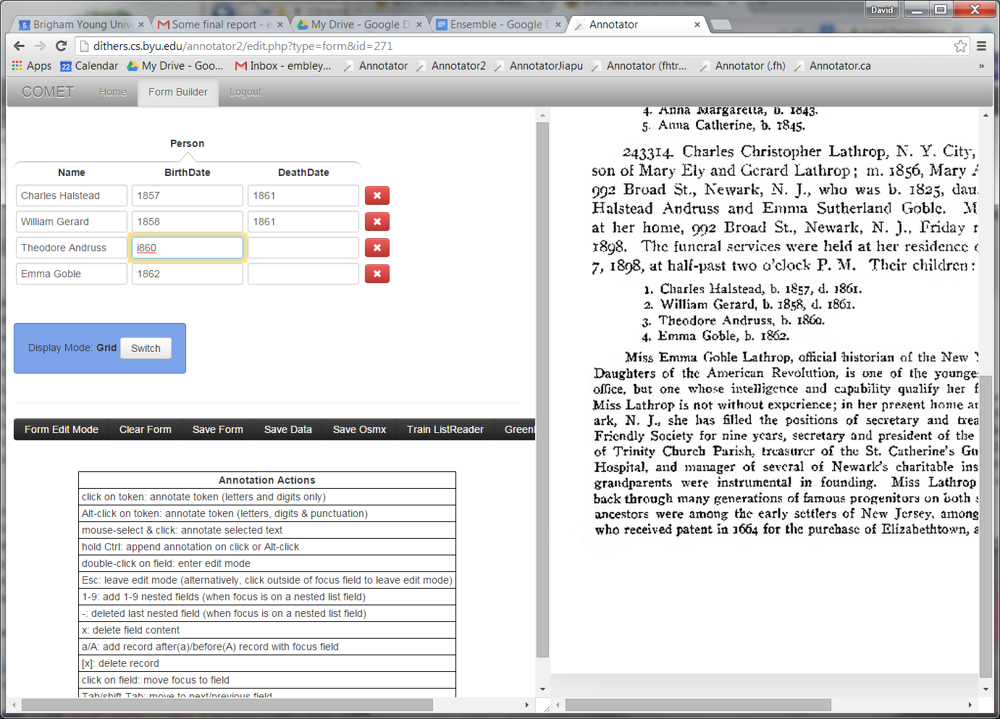 David
Brigham Young Univ
Some final report - e
My Drive - Google D
Ensemble - Google D
Annotator
dithers.cs.byu.edu/annotator2/edit.php?type=form&id=271
Apps
Calendar
My Drive - Goo...
Inbox - embley...
Annotator
Annotator2
AnnotatorJiapu
Annotator (fhtr...
Annotator (.fh)
Annotator.ca
»
COMET
Home
Form Builder
Logout
Person
Name BirthDate DeathDate
Charles Halstead 1857 1861
William Gerard 1858 1861
Theodore Andruss i860
Emma Goble 1862
Display Mode: Grid Switch
Form Edit Mode Clear Form Save Form Save Data Save Osmx Train ListReader Green
Annotation Actions
click on token: annotate token (letters and digits only)
Alt-click on token: annotate token (letters, digits & punctuation)
mouse-select & click: annotate selected text
hold Ctrl: append annotation on click or Alt-click
double-click on field: enter edit mode
Esc: leave edit mode (alternatively, click outside of focus field to leave edit mode)
1-9: add 1-9 nested fields (when focus is on a nested list field)
-: deleted last nested field (when focus is on a nested list field)
x: delete field content
a/A: add record after(a)/before(A) record with focus field
[x]: delete record
click on field: move focus to field
Tab/shift-Tab: move to next/previous field
4. Anna Margaretta, b. 1843.
5. Anna Catherine, b. 1845.
243314. Charles Christopher Lathrop, N. Y. City,
son of Mary Ely and Gerard Lathrop; m. 1856, Mary A
992 Broad St., Newark, N. J., who was b. 1825, dau.
Halstead Andruss and Emma Sutherland Goble. M
at her home, 992 Broad St., Newark, N. J., Friday
1898. The funeral services were held at her residence
7, 1898, at half-past two o'clock P. M. Their children:
1. Charles Halstead, b. 1857, d. 1861.
2. William Gerard, b. 1858, d. 1861.
3. Theodore Andruss, b. 1860.
4. Emma Goble, b. 1862.
Miss Emma Goble Lathrop, official historian of the New
Daughters of the American Revolution, is one of the younge
office, but one whose intelligence and capability qualify her f
Miss Lathrop is not without experience; in her present home a
ark, N. J., she has filled the positions of secretary and trea
Friendly Society for nine years, secretary and president of the
of Trinity Church Parish, treasurer of the St. Catherine's Gu
Hospital, and manager of several of Newark's charitable ins
grandparents were instrumental in founding. Miss Lathrop
back through many generations of famous progenitors on both
ancestors were among the early settlers of New Jersey, among
who received patent in 1664 for the purchase of Elizabethtown, a